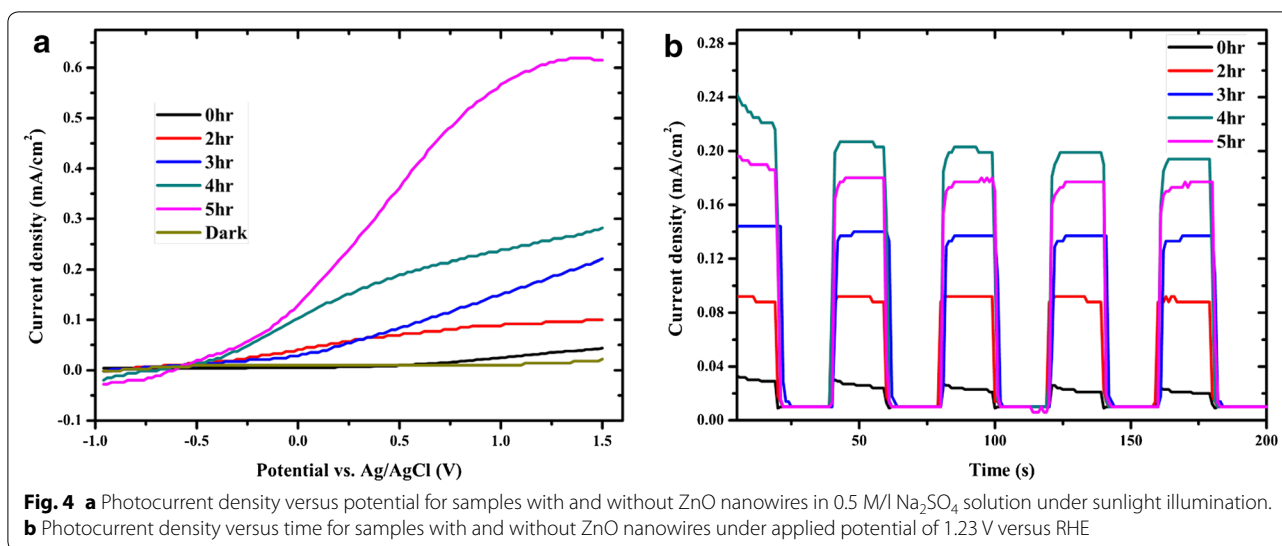 a
0.6
0.5
0.4
0.3
0.2
0.1
0.0
-0.1
Current density (mA/cm²)
0hr
2hr
3hr
4hr
5hr
Dark
-1.0 -0.5 0.0 0.5 1.0 1.5
Potential vs. Ag/AgCl (V)
b
0.28
0.24
0.20
0.16
0.12
0.08
0.04
0.00
Current density (mA/cm²)
0hr
2hr
3hr
4hr
5hr
50 100 150 200
Time (s)
Fig. 4 a Photocurrent density versus potential for samples with and without ZnO nanowires in 0.5 M/l Na₂SO₄ solution under sunlight illumination.
b Photocurrent density versus time for samples with and without ZnO nanowires under applied potential of 1.23 V versus RHE